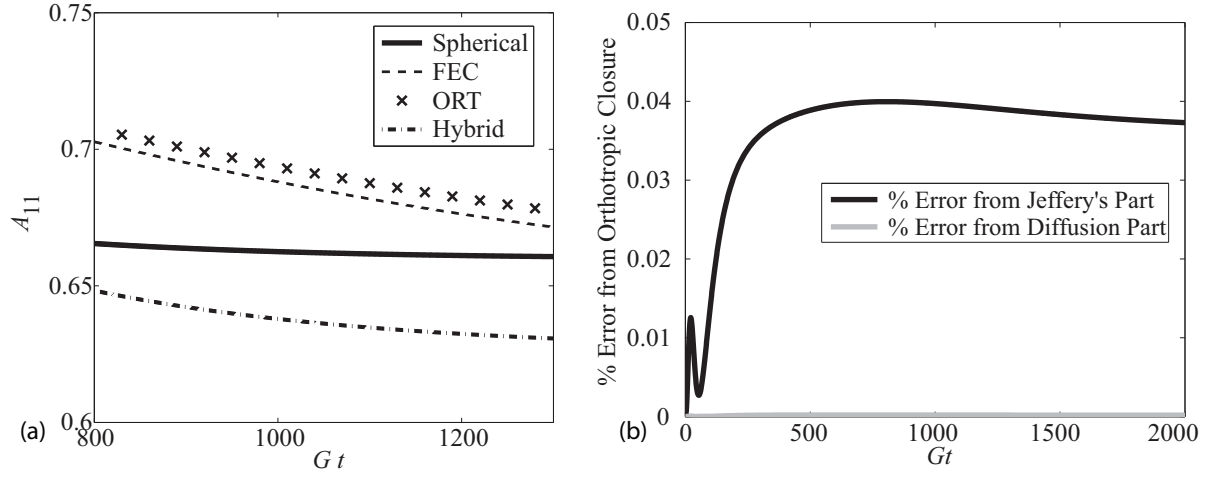 0.75
0.7
0.65
0.6
A11
Spherical
FEC
ORT
Hybrid
800
1000
1200
G t
(a)
0.05
0.04
0.03
0.02
0.01
0
% Error from Orthotropic Closure
% Error from Jeffery's Part
% Error from Diffusion Part
0
500
1000
1500
2000
Gt
(b)